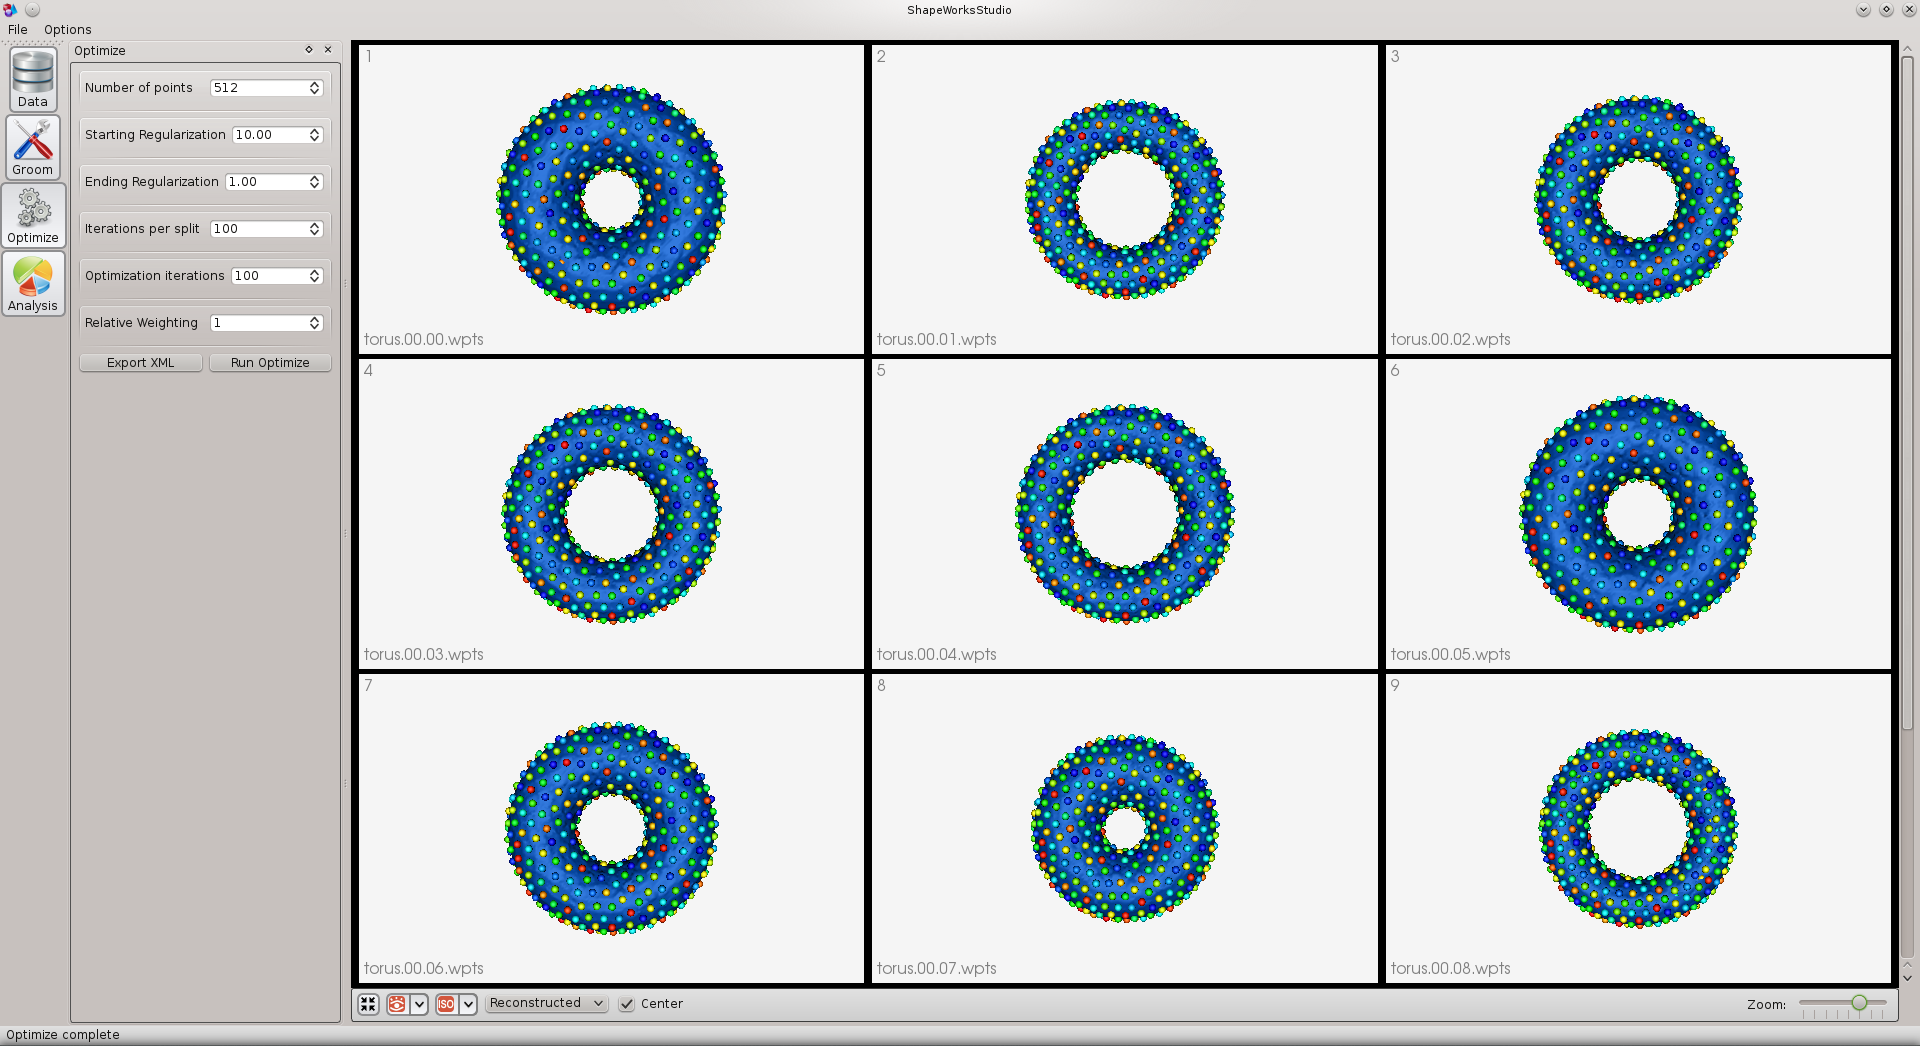 ShapeWorksStudio
File Options
Data
Groom
Optimize
Analysis
Optimize
Number of points 512
Starting Regularization 10.00
Ending Regularization 1.00
Iterations per split 100
Optimization iterations 100
Relative Weighting 1
Export XML Run Optimize
1
torus.00.00.wpts
2
torus.00.01.wpts
3
torus.00.02.wpts
4
torus.00.03.wpts
5
torus.00.04.wpts
6
torus.00.05.wpts
7
torus.00.06.wpts
8
torus.00.07.wpts
9
torus.00.08.wpts
ISO Reconstructed Center Zoom:
Optimize complete